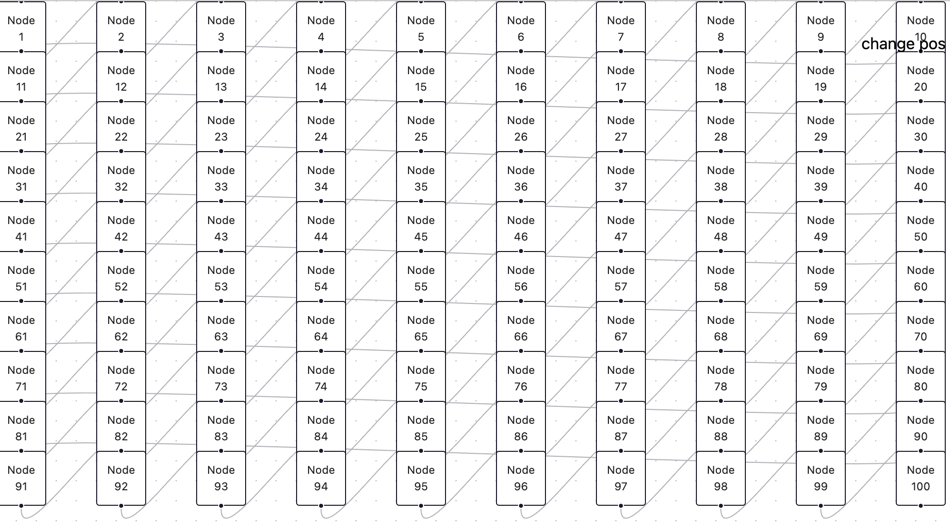 Node Node Node Node Node Node Node Node Node Node
1 2 3 4 5 6 7 8 9 10
change pos
Node Node Node Node Node Node Node Node Node Node
11 12 13 14 15 16 17 18 19 20
Node Node Node Node Node Node Node Node Node Node
21 22 23 24 25 26 27 28 29 30
Node Node Node Node Node Node Node Node Node Node
31 32 33 34 35 36 37 38 39 40
Node Node Node Node Node Node Node Node Node Node
41 42 43 44 45 46 47 48 49 50
Node Node Node Node Node Node Node Node Node Node
51 52 53 54 55 56 57 58 59 60
Node Node Node Node Node Node Node Node Node Node
61 62 63 64 65 66 67 68 69 70
Node Node Node Node Node Node Node Node Node Node
71 72 73 74 75 76 77 78 79 80
Node Node Node Node Node Node Node Node Node Node
81 82 83 84 85 86 87 88 89 90
Node Node Node Node Node Node Node Node Node Node
91 92 93 94 95 96 97 98 99 100